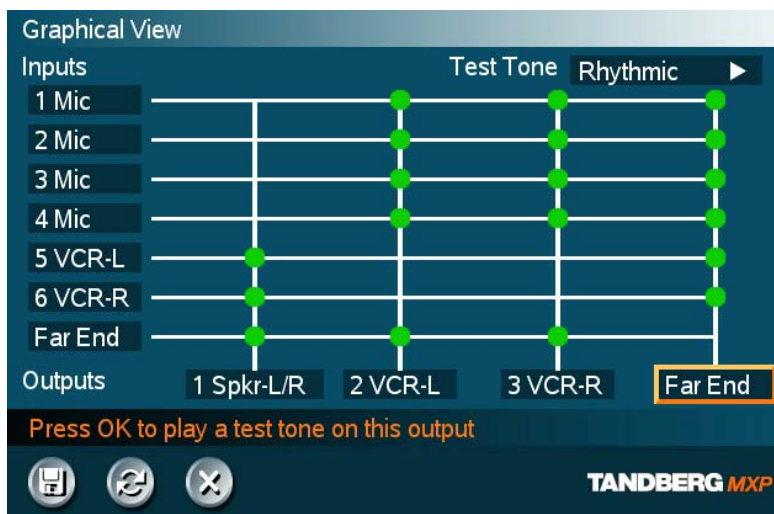 Graphical View
Inputs
Test Tone Rhythmic
1 Mic
2 Mic
3 Mic
4 Mic
5 VCR-L
6 VCR-R
Far End
Outputs 1 Spkr-L/R 2 VCR-L 3 VCR-R Far End
Press OK to play a test tone on this output
TANDBERG MXP